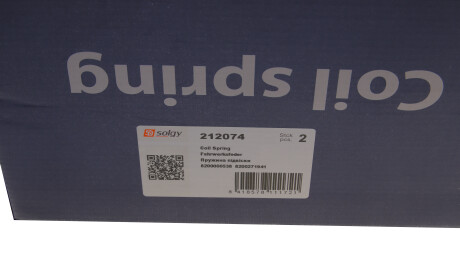 Coil spring
solgy 212074 Stück pcs. 2
Coil Spring
Fahrwerksfeder
Пружина підвіски